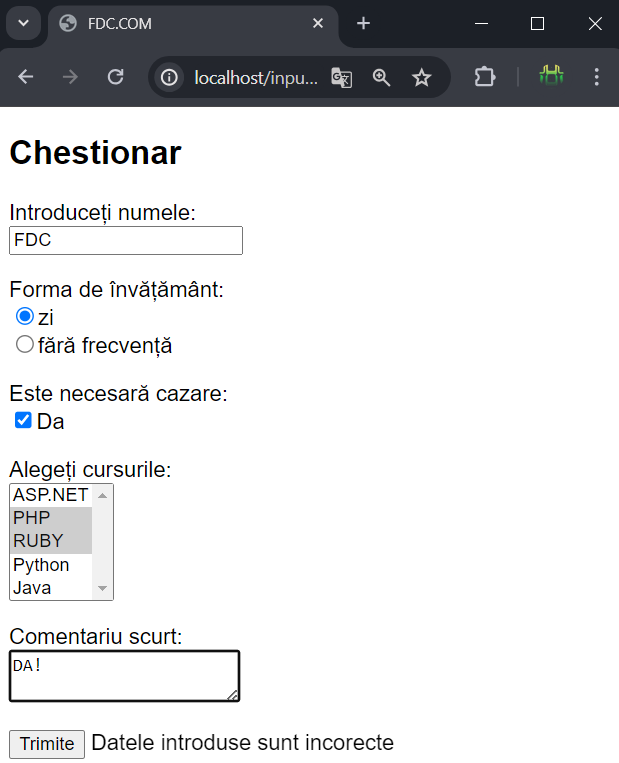 FDC.COM
localhost/inpu...
Chestionar
Introduceți numele:
FDC
Forma de învățământ:
zi
fără frecvență
Este necesară cazare:
Da
Alegeți cursurile:
ASP.NET
PHP
RUBY
Python
Java
Comentariu scurt:
DA!
Trimite Datele introduse sunt incorecte